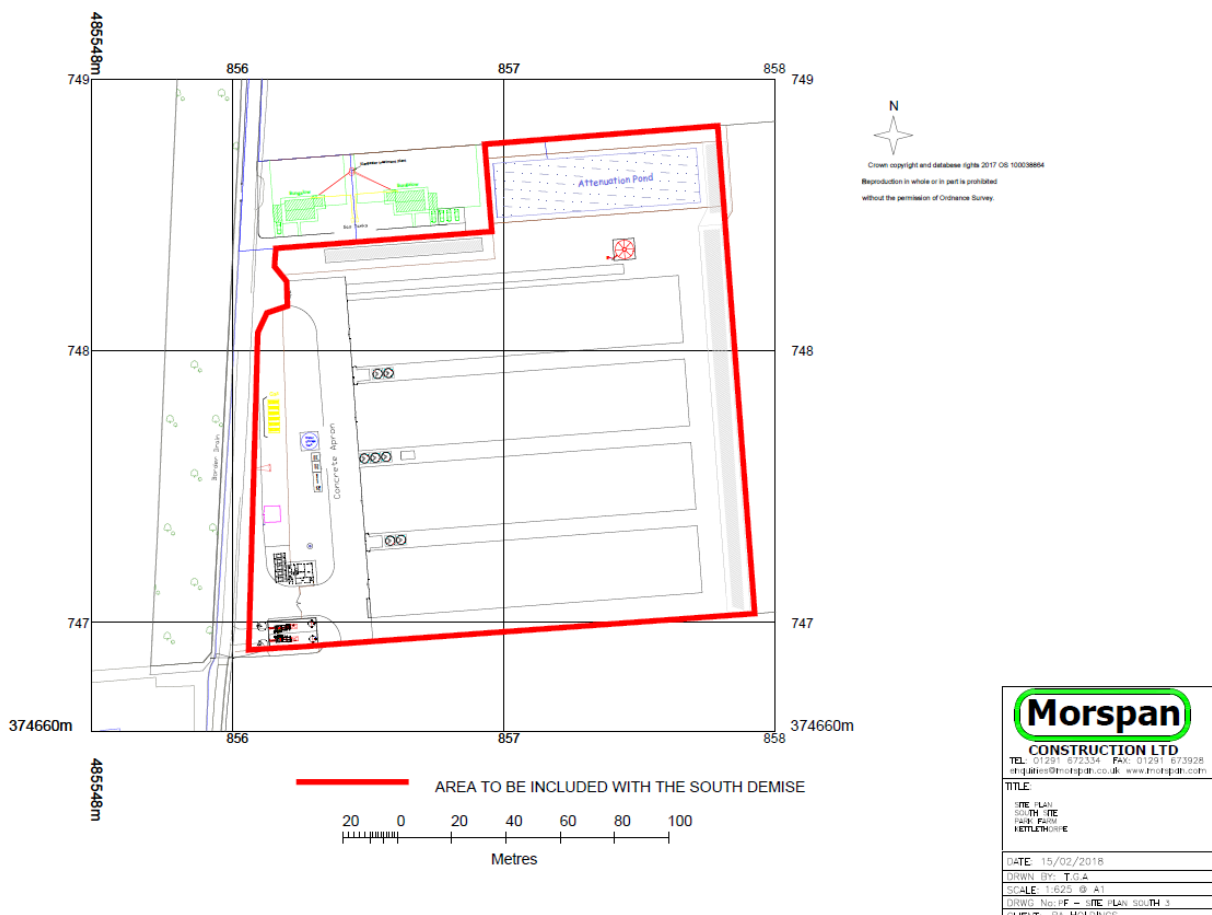 485548m
749
856
857
858
749
N
Crown copyright and database rights 2017 OS 100038864
Reproduction in whole or in part is prohibited
without the permission of Ordnance Survey.
Attenuation Pond
Bungalow
748
748
Border Drain
Concrete Apron
747
747
374660m
856
857
858
374660m
485548m
AREA TO BE INCLUDED WITH THE SOUTH DEMISE
20 0 20 40 60 80 100
Metres
Morspan
CONSTRUCTION LTD
TEL: 01291 672334 FAX: 01291 673928
enquiries@morspan.co.uk www.morspan.com
TITLE:
SITE PLAN
SOUTH SITE
PARK FARM
KETTLETHORPE
DATE: 15/02/2018
DRWN BY: T.G.A
SCALE: 1:625 @ A1
DRWG No: PF - SITE PLAN SOUTH 3